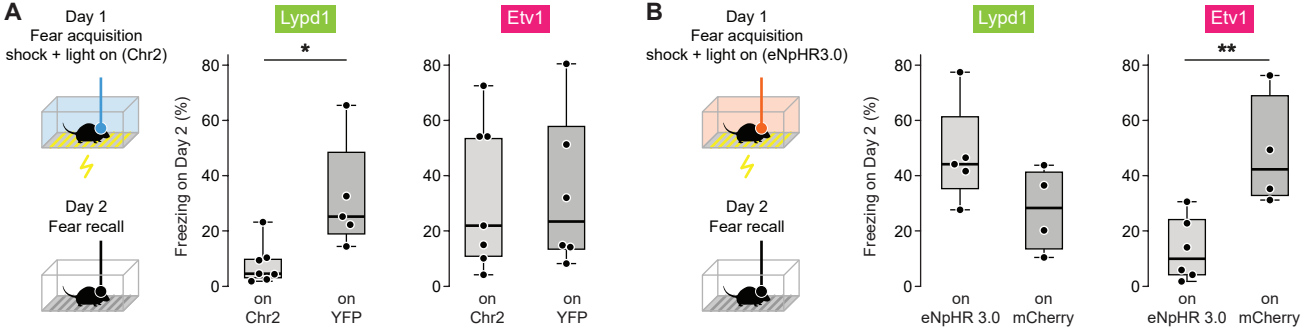 A
Day 1
Fear acquisition
shock + light on (Chr2)
Day 2
Fear recall
Lypd1
Etv1
Freezing on Day 2 (%)
80
60
40
20
0
*
on
Chr2
on
YFP
80
60
40
20
0
on
Chr2
on
YFP
B
Day 1
Fear acquisition
shock + light on (eNpHR3.0)
Day 2
Fear recall
Lypd1
Etv1
Freezing on Day 2 (%)
80
60
40
20
0
on
eNpHR 3.0
on
mCherry
80
60
40
20
0
**
on
eNpHR 3.0
on
mCherry